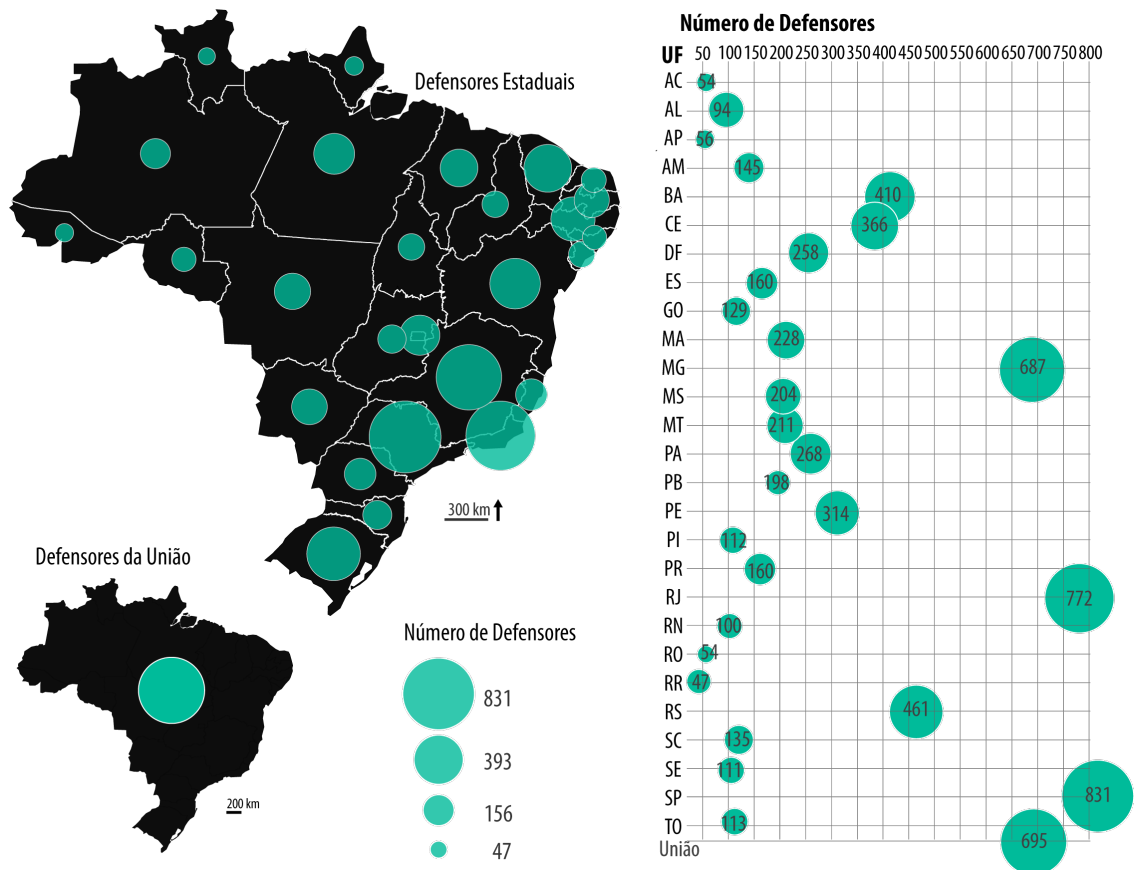 Defensores Estaduais
300 km
Defensores da União
200 km
Número de Defensores
831
393
156
47
Número de Defensores
UF 50 100 150 200 250 300 350 400 450 500 550 600 650 700 750 800
AC 54
AL 94
AP 56
AM 145
BA 410
CE 366
DF 258
ES 160
GO 129
MA 228
MG 687
MS 204
MT 211
PA 268
PB 198
PE 314
PI 112
PR 160
RJ 772
RN 100
RO 54
RR 47
RS 461
SC 135
SE 111
SP 831
TO 113
União 695